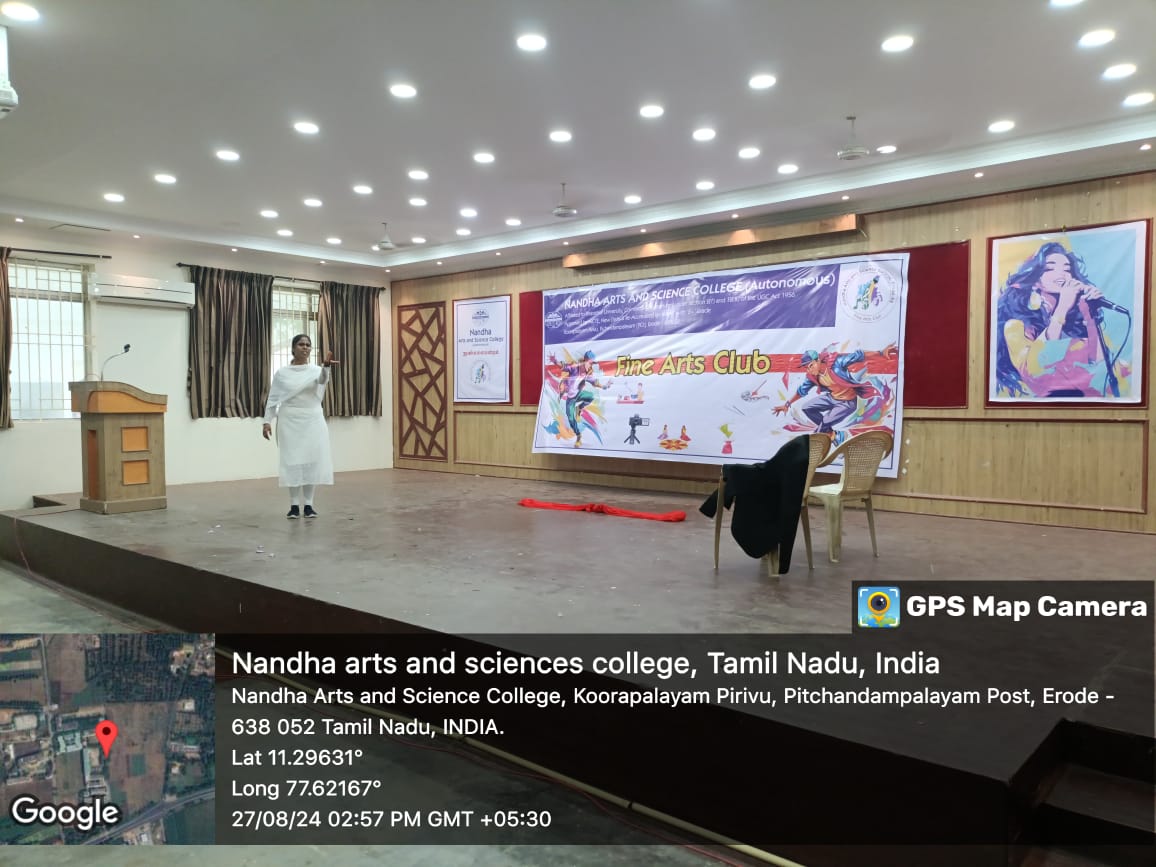 NANDHA ARTS AND SCIENCE COLLEGE (Autonomous)
Fine Arts Club
Nandha
Arts and Science College
GPS Map Camera
Nandha arts and sciences college, Tamil Nadu, India
Nandha Arts and Science College, Koorapalayam Pirivu, Pitchandampalayam Post, Erode -
638 052 Tamil Nadu, INDIA.
Lat 11.29631°
Long 77.62167°
27/08/24 02:57 PM GMT +05:30
Google